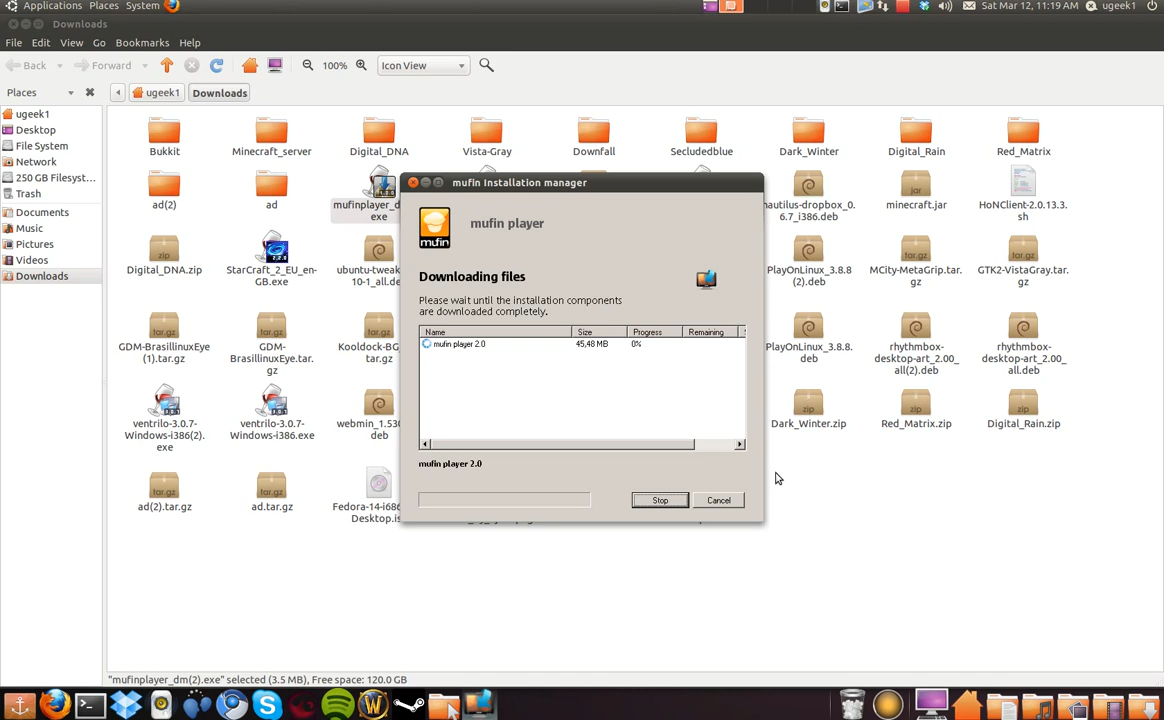 Applications Places System Sat Mar 12, 11:19 AM ugeek1
Downloads
File Edit View Go Bookmarks Help
Back Forward 100% Icon View
Places ugeek1 Downloads
ugeek1
Desktop
File System
Network
250 GB Filesyst...
Trash
Documents
Music
Pictures
Videos
Downloads
Bukkit Minecraft_server Digital_DNA Vista-Gray Downfall Secludedblue Dark_Winter Digital_Rain Red_Matrix
ad(2) ad mufinplayer_d
exe
nautilus-dropbox_0.
6.7_i386.deb
minecraft.jar
HoNClient-2.0.13.3.
sh
Digital_DNA.zip
StarCraft_2_EU_en-
GB.exe
ubuntu-tweak
10-1_all.de
PlayOnLinux_3.8.8
(2).deb
MCity-MetaGrip.tar.
gz
GTK2-VistaGray.tar.
gz
GDM-BrasillinuxEye
(1).tar.gz
GDM-
BrasillinuxEye.tar.
gz
Kooldock-BG
tar.gz
PlayOnLinux_3.8.8.
deb
rhythmbox-
desktop-art_2.00_
all(2).deb
rhythmbox-
desktop-art_2.00_
all.deb
ventrilo-3.0.7-
Windows-i386(2).
exe
ventrilo-3.0.7-
Windows-i386.exe
webmin_1.530
deb
Dark_Winter.zip
Red_Matrix.zip
Digital_Rain.zip
ad(2).tar.gz
ad.tar.gz
Fedora-14-i686
Desktop.is
mufin Installation manager
mufin
mufin player
Downloading files
Please wait until the installation components
are downloaded completely.
Name Size Progress Remaining
mufin player 2.0 45,48 MB 0%
mufin player 2.0
Stop Cancel
"mufinplayer_dm(2).exe" selected (3.5 MB), Free space: 120.0 GB